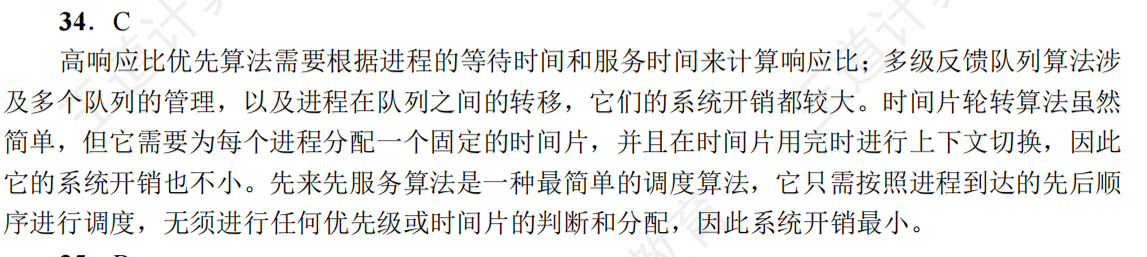 34. C
高响应比优先算法需要根据进程的等待时间和服务时间来计算响应比；多级反馈队列算法涉
及多个队列的管理，以及进程在队列之间的转移，它们的系统开销都较大。时间片轮转算法虽然
简单，但它需要为每个进程分配一个固定的时间片，并且在时间片用完时进行上下文切换，因此
它的系统开销也不小。先来先服务算法是一种最简单的调度算法，它只需按照进程到达的先后顺
序进行调度，无须进行任何优先级或时间片的判断和分配，因此系统开销最小。